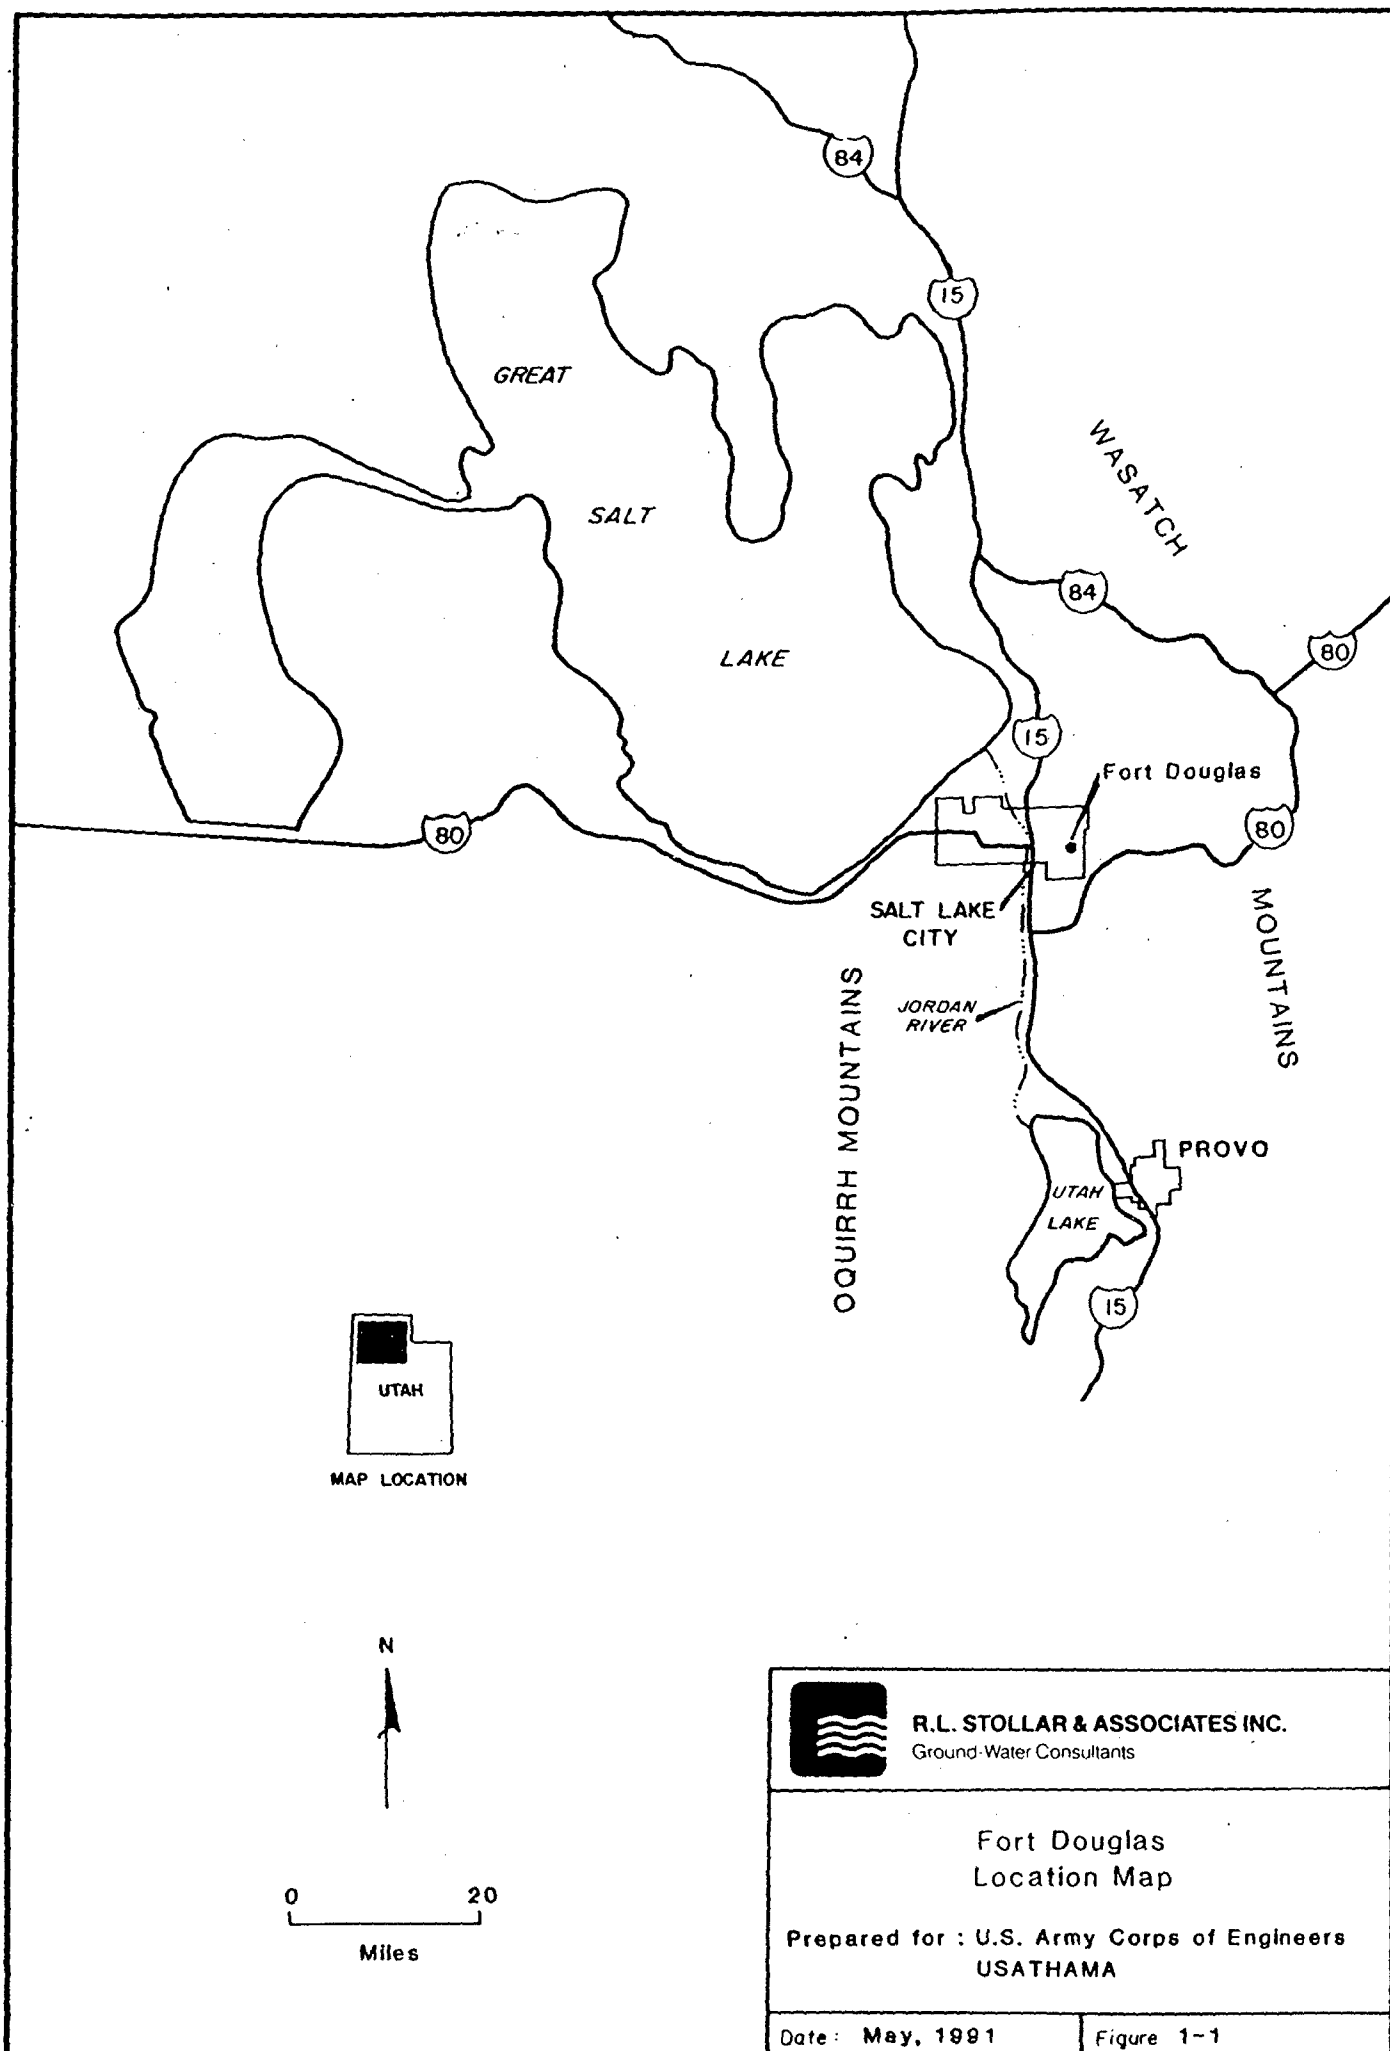 84
15
GREAT
WASATCH
SALT
84
80
LAKE
15
Fort Douglas
80
80
SALT LAKE
CITY
MOUNTAINS
OQUIRRH MOUNTAINS
JORDAN
RIVER
PROVO
UTAH
LAKE
15
UTAH
MAP LOCATION
N
0 20
Miles
R.L. STOLLAR & ASSOCIATES INC.
Ground-Water Consultants
Fort Douglas
Location Map
Prepared for : U.S. Army Corps of Engineers
USATHAMA
Date : May, 1991
Figure 1-1